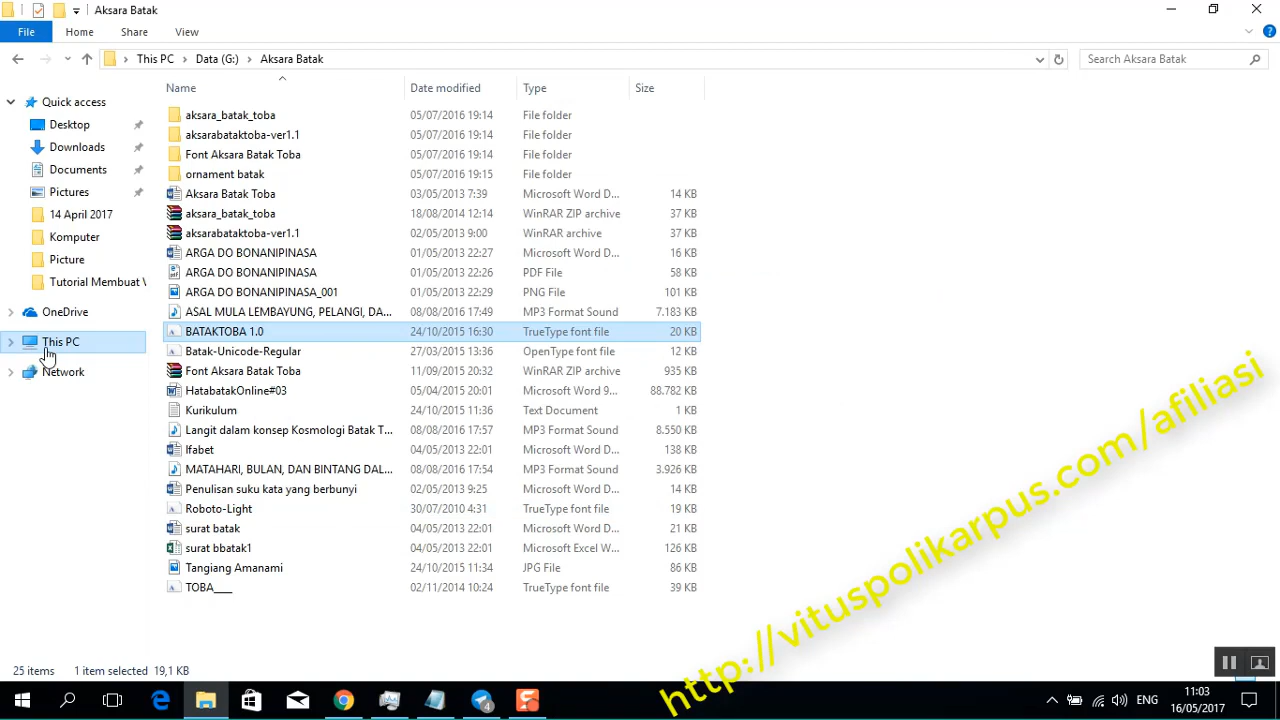 Aksara Batak
File Home Share View
This PC Data (G:) Aksara Batak Search Aksara Batak
Name Date modified Type Size
Quick access
Desktop
Downloads
Documents
Pictures
14 April 2017
Komputer
Picture
Tutorial Membuat V
OneDrive
This PC
Network
aksara_batak_toba 05/07/2016 19:14 File folder
aksarabataktoba-ver1.1 05/07/2016 19:14 File folder
Font Aksara Batak Toba 05/07/2016 19:14 File folder
ornament batak 05/07/2016 19:15 File folder
Aksara Batak Toba 03/05/2013 7:39 Microsoft Word D... 14 KB
aksara_batak_toba 18/08/2014 12:14 WinRAR ZIP archive 37 KB
aksarabataktoba-ver1.1 02/05/2013 9:00 WinRAR archive 37 KB
ARGA DO BONANIPINASA 01/05/2013 22:27 Microsoft Word D... 16 KB
ARGA DO BONANIPINASA 01/05/2013 22:26 PDF File 58 KB
ARGA DO BONANIPINASA_001 01/05/2013 22:29 PNG File 101 KB
ASAL MULA LEMBAYUNG, PELANGI, DA... 08/08/2016 17:49 MP3 Format Sound 7.183 KB
BATAKTOBA 1.0 24/10/2015 16:30 TrueType font file 20 KB
Batak-Unicode-Regular 27/03/2015 13:36 OpenType font file 12 KB
Font Aksara Batak Toba 11/09/2015 20:32 WinRAR ZIP archive 935 KB
HatabatakOnline#03 05/04/2015 20:01 Microsoft Word 9... 88.782 KB
Kurikulum 24/10/2015 11:36 Text Document 1 KB
Langit dalam konsep Kosmologi Batak T... 08/08/2016 17:57 MP3 Format Sound 8.550 KB
lfabet 04/05/2013 22:01 Microsoft Word D... 138 KB
MATAHARI, BULAN, DAN BINTANG DAL... 08/08/2016 17:54 MP3 Format Sound 3.926 KB
Penulisan suku kata yang berbunyi 02/05/2013 9:25 Microsoft Word D... 14 KB
Roboto-Light 30/07/2010 4:31 TrueType font file 19 KB
surat batak 04/05/2013 22:01 Microsoft Word D... 21 KB
surat bbatak1 04/05/2013 22:01 Microsoft Excel W... 126 KB
Tangiang Amanami 24/10/2015 11:34 JPG File 86 KB
TOBA___ 02/11/2014 10:24 TrueType font file 39 KB
http://vituspolikarpus.com/afiliasi
25 items 1 item selected 19,1 KB
4 ENG 11:03
16/05/2017